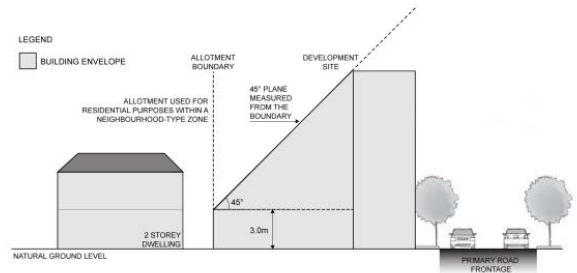 LEGEND
BUILDING ENVELOPE
ALLOTMENT
BOUNDARY
DEVELOPMENT
SITE
ALLOTMENT USED FOR
RESIDENTIAL PURPOSES WITHIN A
NEIGHBOURHOOD-TYPE ZONE
45° PLANE
MEASURED
FROM THE
BOUNDARY
45°
3.0m
2 STOREY
DWELLING
NATURAL GROUND LEVEL
PRIMARY ROAD
FRONTAGE